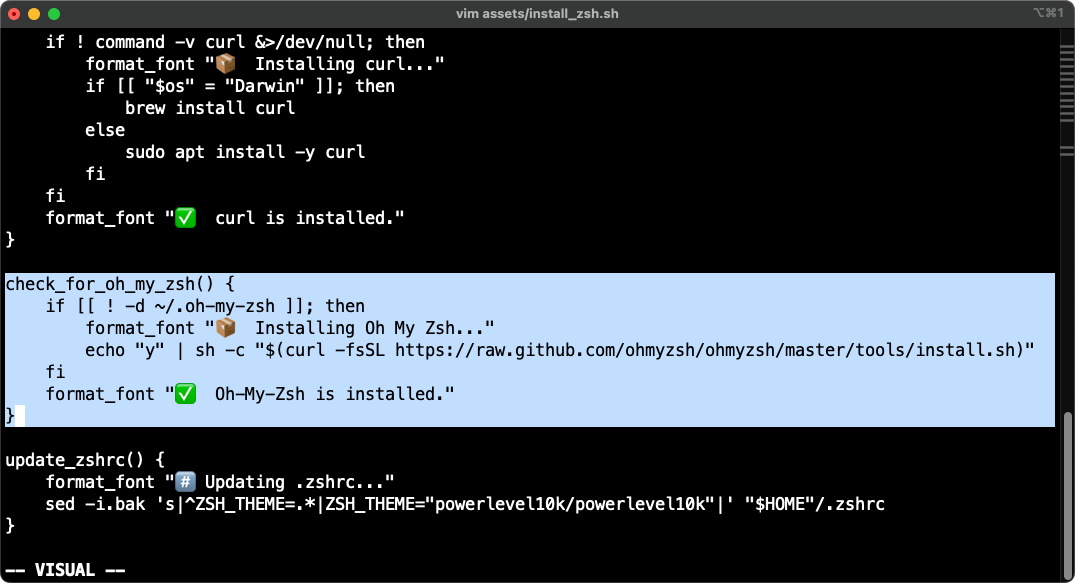 vim assets/install_zsh.sh
⌥⌘1
    if ! command -v curl &>/dev/null; then
        format_font "📦  Installing curl..."
        if [[ "$os" = "Darwin" ]]; then
            brew install curl
        else
            sudo apt install -y curl
        fi
    fi
    format_font "✅  curl is installed."
}

check_for_oh_my_zsh() {
    if [[ ! -d ~/.oh-my-zsh ]]; then
        format_font "📦  Installing Oh My Zsh..."
        echo "y" | sh -c "$(curl -fsSL https://raw.github.com/ohmyzsh/ohmyzsh/master/tools/install.sh)"
    fi
    format_font "✅  Oh-My-Zsh is installed."
}

update_zshrc() {
    format_font "#️⃣ Updating .zshrc..."
    sed -i.bak 's|^ZSH_THEME=.*|ZSH_THEME="powerlevel10k/powerlevel10k"|' "$HOME"/.zshrc
}

-- VISUAL --